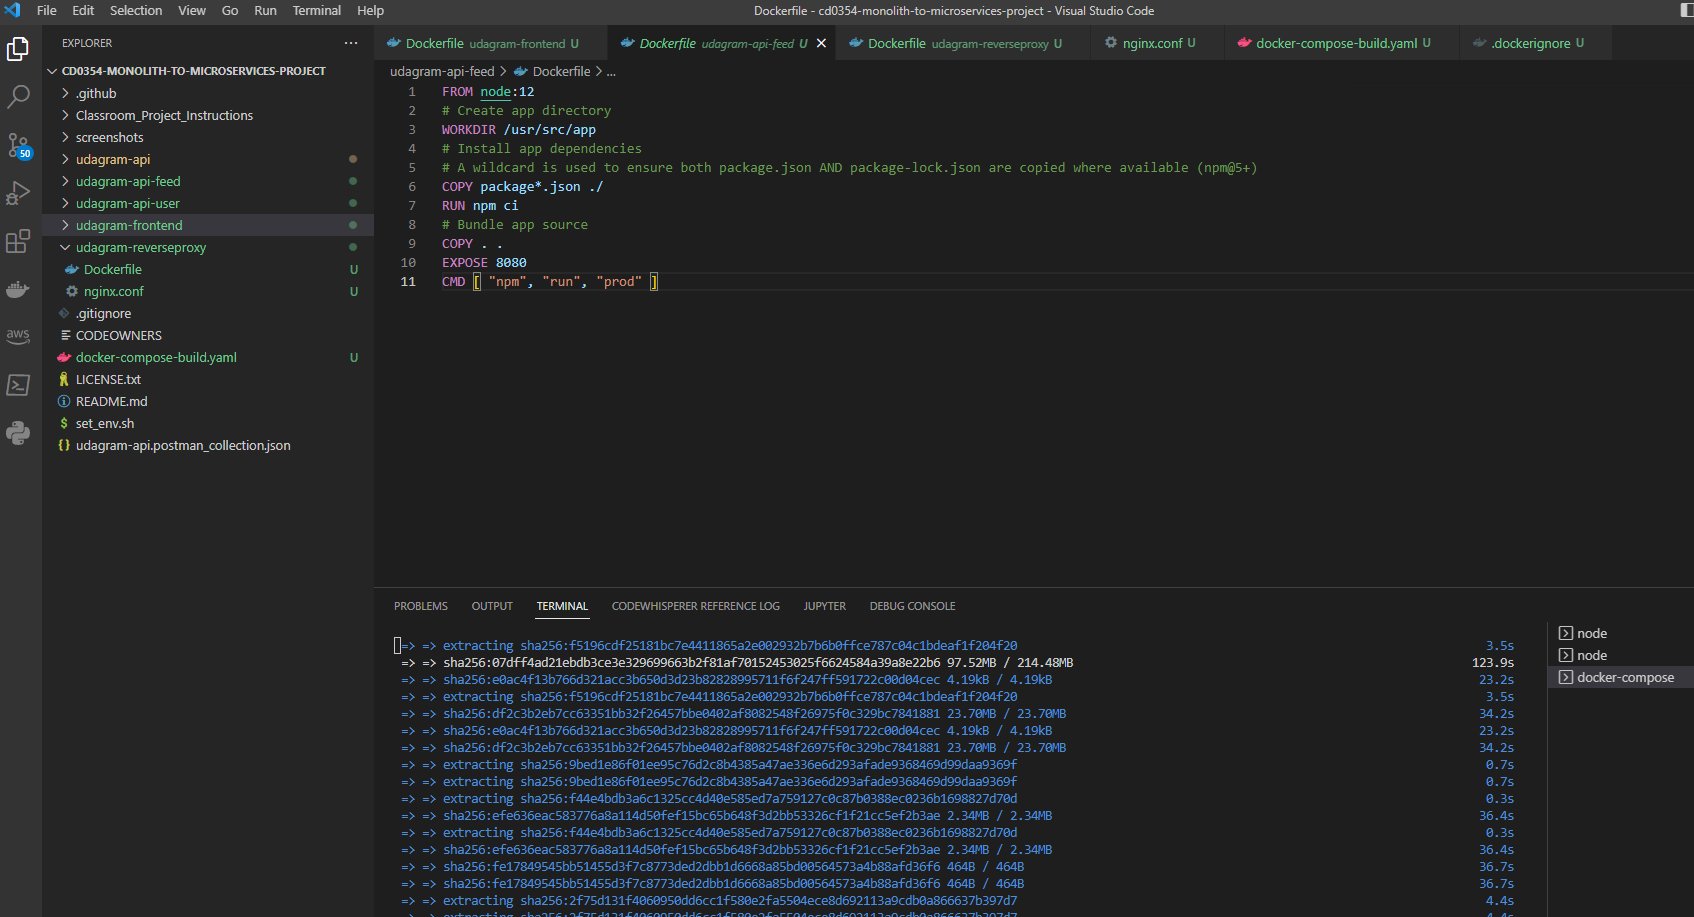 File Edit Selection View Go Run Terminal Help
Dockerfile - cd0354-monolith-to-microservices-project - Visual Studio Code
EXPLORER
CD0354-MONOLITH-TO-MICROSERVICES-PROJECT
.github
Classroom_Project_Instructions
screenshots
udagram-api
udagram-api-feed
udagram-api-user
udagram-frontend
udagram-reverseproxy
Dockerfile U
nginx.conf U
.gitignore
CODEOWNERS
docker-compose-build.yaml U
LICENSE.txt
README.md
set_env.sh
udagram-api.postman_collection.json
50
aws
Dockerfile udagram-frontend U
Dockerfile udagram-api-feed U
Dockerfile udagram-reverseproxy U
nginx.conf U
docker-compose-build.yaml U
.dockerignore U
udagram-api-feed > Dockerfile > ...
1 FROM node:12
2 # Create app directory
3 WORKDIR /usr/src/app
4 # Install app dependencies
5 # A wildcard is used to ensure both package.json AND package-lock.json are copied where available (npm@5+)
6 COPY package*.json ./
7 RUN npm ci
8 # Bundle app source
9 COPY . .
10 EXPOSE 8080
11 CMD [ "npm", "run", "prod" ]
PROBLEMS OUTPUT TERMINAL CODEWHISPERER REFERENCE LOG JUPYTER DEBUG CONSOLE
=> => extracting sha256:f5196cdf25181bc7e4411865a2e002932b7b6b0ffce787c04c1bdeaf1f204f20 3.5s
=> => sha256:07dff4ad21ebdb3ce3e329699663b2f81af70152453025f6624584a39a8e22b6 97.52MB / 214.48MB 123.9s
=> => sha256:e0ac4f13b766d321acc3b650d3d23b82828995711f6f247ff591722c00d04cec 4.19kB / 4.19kB 23.2s
=> => extracting sha256:f5196cdf25181bc7e4411865a2e002932b7b6b0ffce787c04c1bdeaf1f204f20 3.5s
=> => sha256:df2c3b2eb7cc63351bb32f26457bbe0402af8082548f26975f0c329bc7841881 23.70MB / 23.70MB 34.2s
=> => sha256:e0ac4f13b766d321acc3b650d3d23b82828995711f6f247ff591722c00d04cec 4.19kB / 4.19kB 23.2s
=> => sha256:df2c3b2eb7cc63351bb32f26457bbe0402af8082548f26975f0c329bc7841881 23.70MB / 23.70MB 34.2s
=> => extracting sha256:9bed1e86f01ee95c76d2c8b4385a47ae336e6d293afade9368469d99daa9369f 0.7s
=> => extracting sha256:9bed1e86f01ee95c76d2c8b4385a47ae336e6d293afade9368469d99daa9369f 0.7s
=> => extracting sha256:f44e4bdb3a6c1325cc4d40e585ed7a759127c0c87b0388ec0236b1698827d70d 0.3s
=> => sha256:efe636eac583776a8a114d50fef15bc65b648f3d2bb53326cf1f21cc5ef2b3ae 2.34MB / 2.34MB 36.4s
=> => extracting sha256:f44e4bdb3a6c1325cc4d40e585ed7a759127c0c87b0388ec0236b1698827d70d 0.3s
=> => sha256:efe636eac583776a8a114d50fef15bc65b648f3d2bb53326cf1f21cc5ef2b3ae 2.34MB / 2.34MB 36.4s
=> => sha256:fe17849545bb51455d3f7c8773ded2dbb1d6668a85bd00564573a4b88afd36f6 464B / 464B 36.7s
=> => sha256:fe17849545bb51455d3f7c8773ded2dbb1d6668a85bd00564573a4b88afd36f6 464B / 464B 36.7s
=> => extracting sha256:2f75d131f4060950dd6cc1f580e2fa5504ece8d692113a9cdb0a866637b397d7 4.4s
=> => extracting sha256:2f75d131f4060950dd6cc1f580e2fa5504ece8d692113a9cdb0a866637b397d7 4.4s
node
node
docker-compose